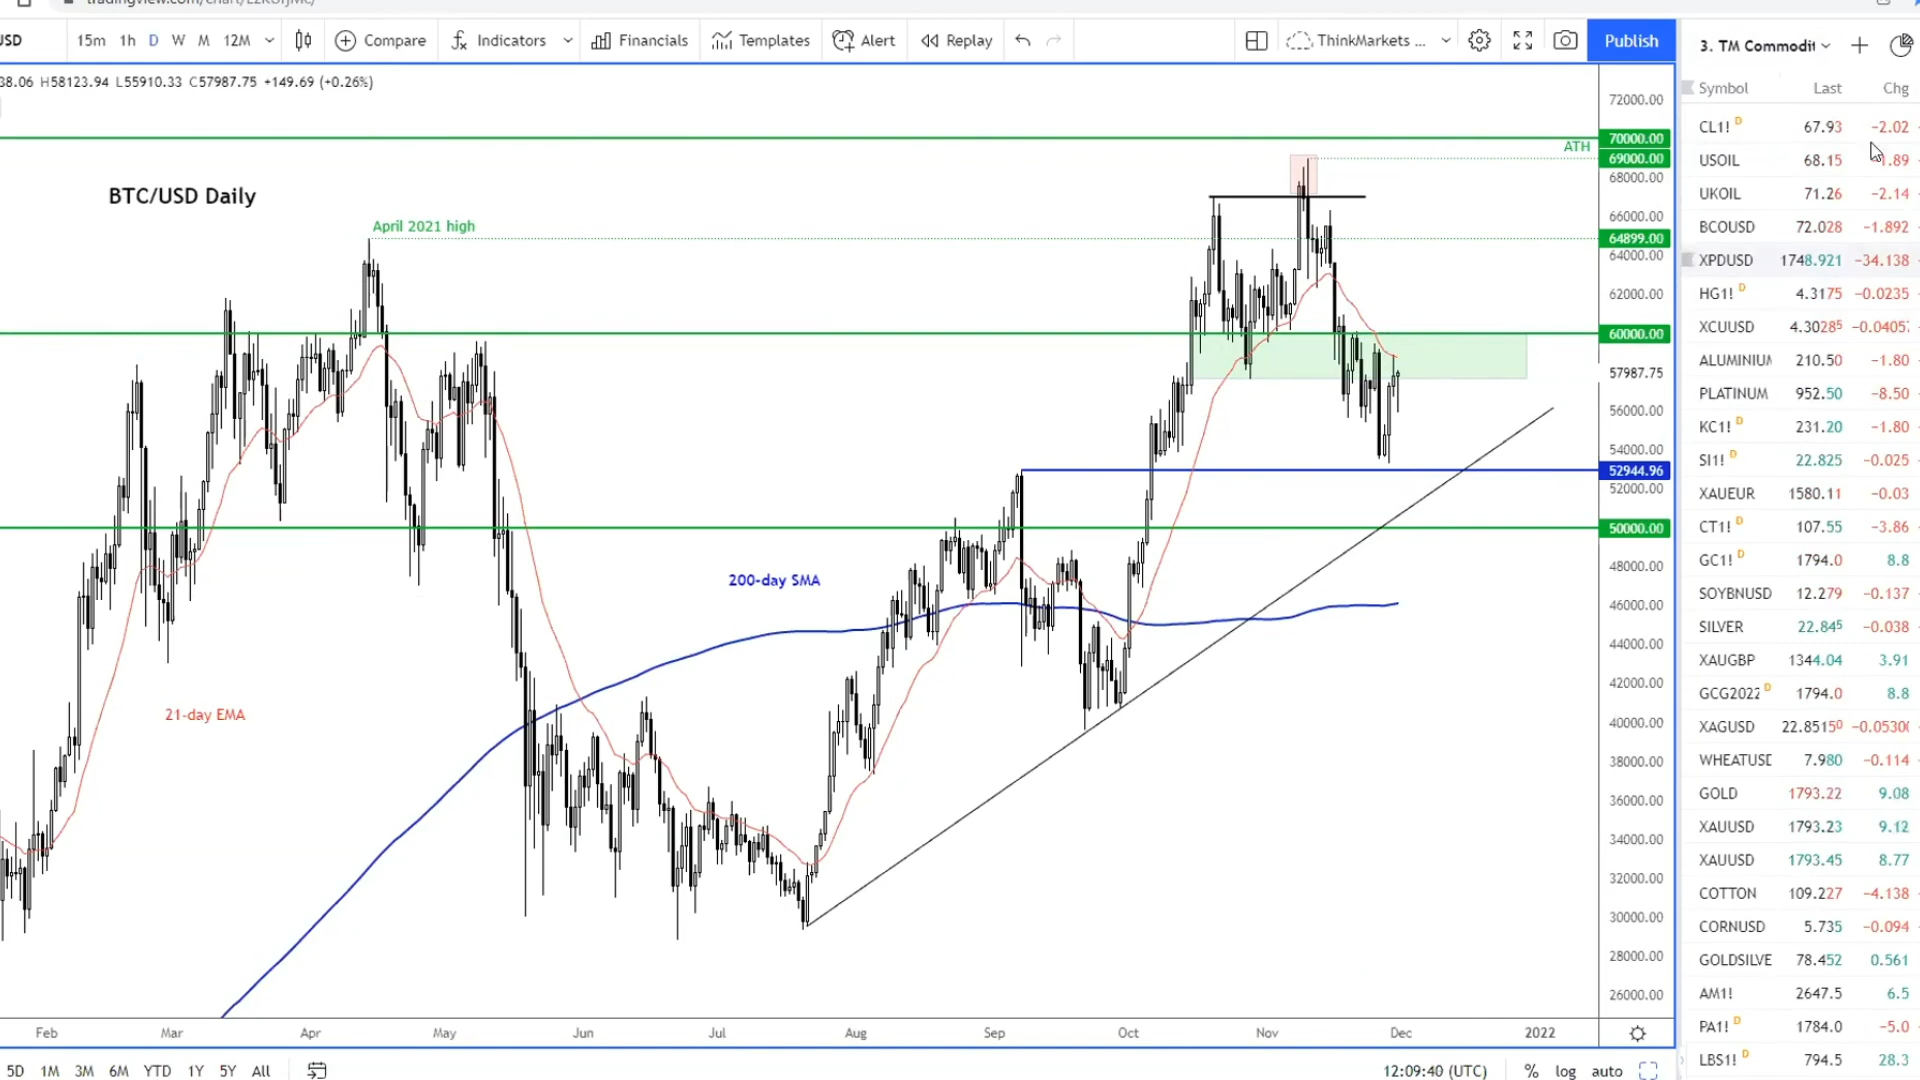 USD 15m 1h D W M 12M Compare Indicators Financials Templates Alert Replay ThinkMarkets ... Publish
3. TM Commodit
38.06 H58123.94 L55910.33 C57987.75 +149.69 (+0.26%)
BTC/USD Daily
April 2021 high
ATH
200-day SMA
21-day EMA
72000.00
70000.00
69000.00
68000.00
66000.00
64899.00
64000.00
62000.00
60000.00
57987.75
56000.00
54000.00
52944.96
52000.00
50000.00
48000.00
46000.00
44000.00
42000.00
40000.00
38000.00
36000.00
34000.00
32000.00
30000.00
28000.00
26000.00
Feb Mar Apr May Jun Jul Aug Sep Oct Nov Dec 2022
5D 1M 3M 6M YTD 1Y 5Y All
12:09:40 (UTC) % log auto
Symbol Last Chg
CL1! D 67.93 −2.02
USOIL 68.15 −1.89
UKOIL 71.26 −2.14
BCOUSD 72.028 −1.892
XPDUSD 1748.921 −34.138
HG1! D 4.3175 −0.0235
XCUUSD 4.30285 −0.0405
ALUMINIUM 210.50 −1.80
PLATINUM 952.50 −8.50
KC1! D 231.20 −1.80
SI1! D 22.825 −0.025
XAUEUR 1580.11 −0.03
CT1! D 107.55 −3.86
GC1! D 1794.0 8.8
SOYBNUSD 12.279 −0.137
SILVER 22.845 −0.038
XAUGBP 1344.04 3.91
GCG2022 D 1794.0 8.8
XAGUSD 22.85150 −0.0530
WHEATUSD 7.980 −0.114
GOLD 1793.22 9.08
XAUUSD 1793.23 9.12
XAUUSD 1793.45 8.77
COTTON 109.227 −4.138
CORNUSD 5.735 −0.094
GOLDSILVE 78.452 0.561
AM1! 2647.5 6.5
PA1! D 1784.0 −5.0
LBS1! D 794.5 28.3